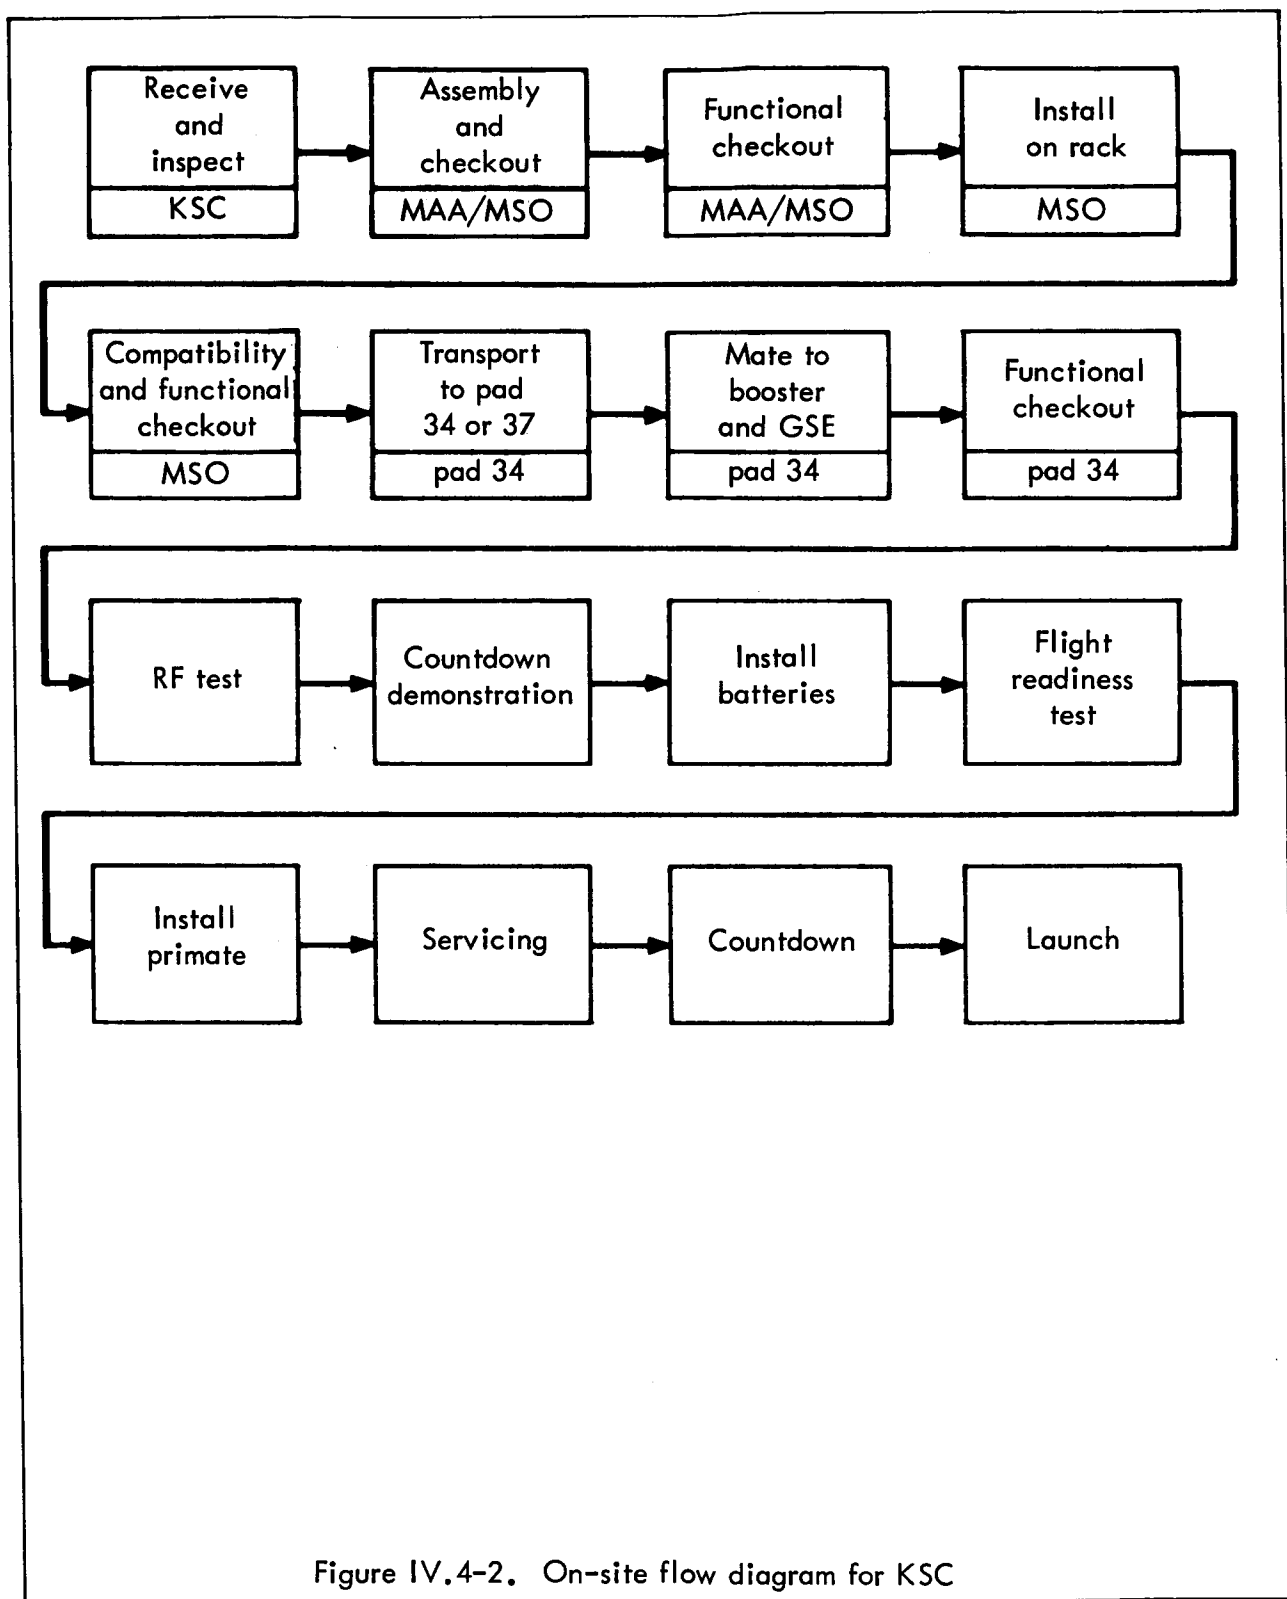 Receive
and
inspect
KSC
Assembly
and
checkout
MAA/MSO
Functional
checkout
MAA/MSO
Install
on rack
MSO
Compatibility
and functional
checkout
MSO
Transport
to pad
34 or 37
pad 34
Mate to
booster
and GSE
pad 34
Functional
checkout
pad 34
RF test
Countdown
demonstration
Install
batteries
Flight
readiness
test
Install
primate
Servicing
Countdown
Launch
Figure IV.4-2. On-site flow diagram for KSC